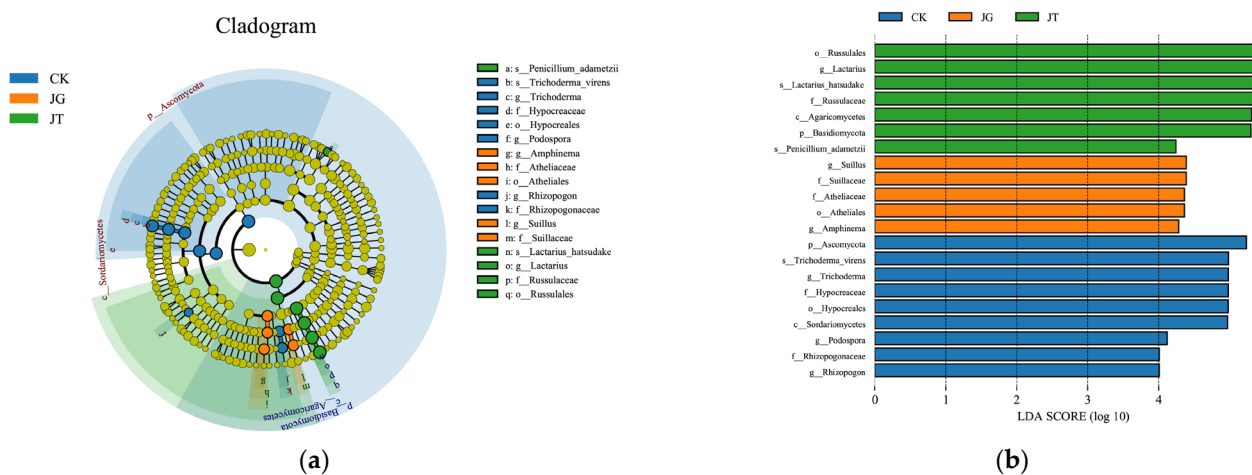 Cladogram
CK
JG
JT
p__Ascomycota
c__Sordariomycetes
d
c
e
f
g
h
i
j
k
l
m
o
p
q
c__Agaricomycetes
p__Basidiomycota
a: s__Penicillium_adametzii
b: s__Trichoderma_virens
c: g__Trichoderma
d: f__Hypocreaceae
e: o__Hypocreales
f: g__Podospora
g: g__Amphinema
h: f__Atheliaceae
i: o__Atheliales
j: g__Rhizopogon
k: f__Rhizopogonaceae
l: g__Suillus
m: f__Suillaceae
n: s__Lactarius_hatsudake
o: g__Lactarius
p: f__Russulaceae
q: o__Russulales
(a)
CK JG JT
o__Russulales
g__Lactarius
s__Lactarius_hatsudake
f__Russulaceae
c__Agaricomycetes
p__Basidiomycota
s__Penicillium_adametzii
g__Suillus
f__Suillaceae
f__Atheliaceae
o__Atheliales
g__Amphinema
p__Ascomycota
s__Trichoderma_virens
g__Trichoderma
f__Hypocreaceae
o__Hypocreales
c__Sordariomycetes
g__Podospora
f__Rhizopogonaceae
g__Rhizopogon
0 1 2 3 4
LDA SCORE (log 10)
(b)